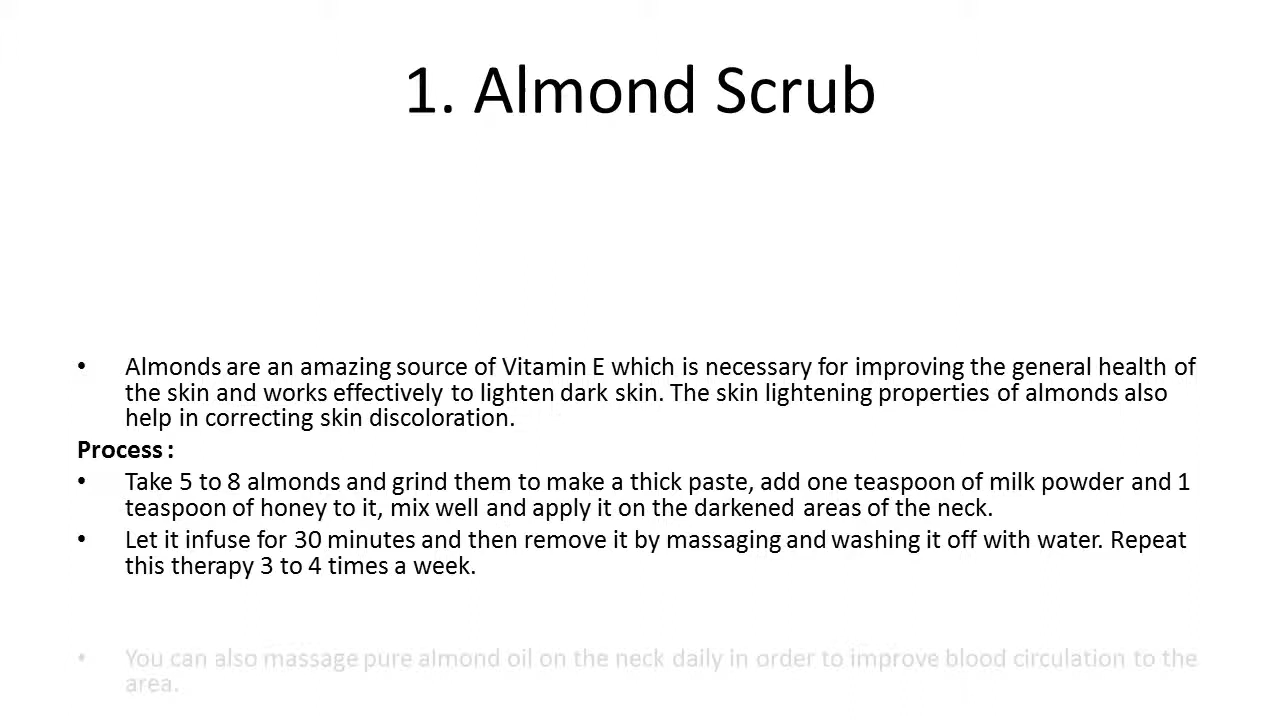 1. Almond Scrub
• Almonds are an amazing source of Vitamin E which is necessary for improving the general health of
the skin and works effectively to lighten dark skin. The skin lightening properties of almonds also
help in correcting skin discoloration.
Process :
• Take 5 to 8 almonds and grind them to make a thick paste, add one teaspoon of milk powder and 1
teaspoon of honey to it, mix well and apply it on the darkened areas of the neck.
• Let it infuse for 30 minutes and then remove it by massaging and washing it off with water. Repeat
this therapy 3 to 4 times a week.
• You can also massage pure almond oil on the neck daily in order to improve blood circulation to the
area.